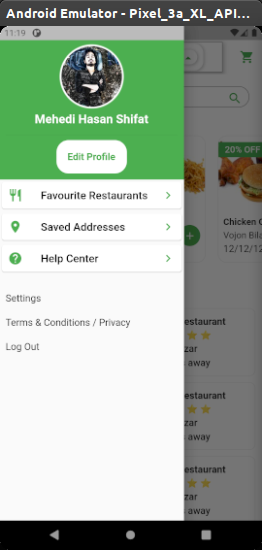 Android Emulator - Pixel_3a_XL_API...
11:19
Mehedi Hasan Shifat
Edit Profile
Favourite Restaurants
Saved Addresses
Help Center
Settings
Terms & Conditions / Privacy
Log Out
20% OFF
Chicken
Vojon Bil
12/12/12
estaurant
zar
s away
estaurant
zar
s away
estaurant
zar
s away